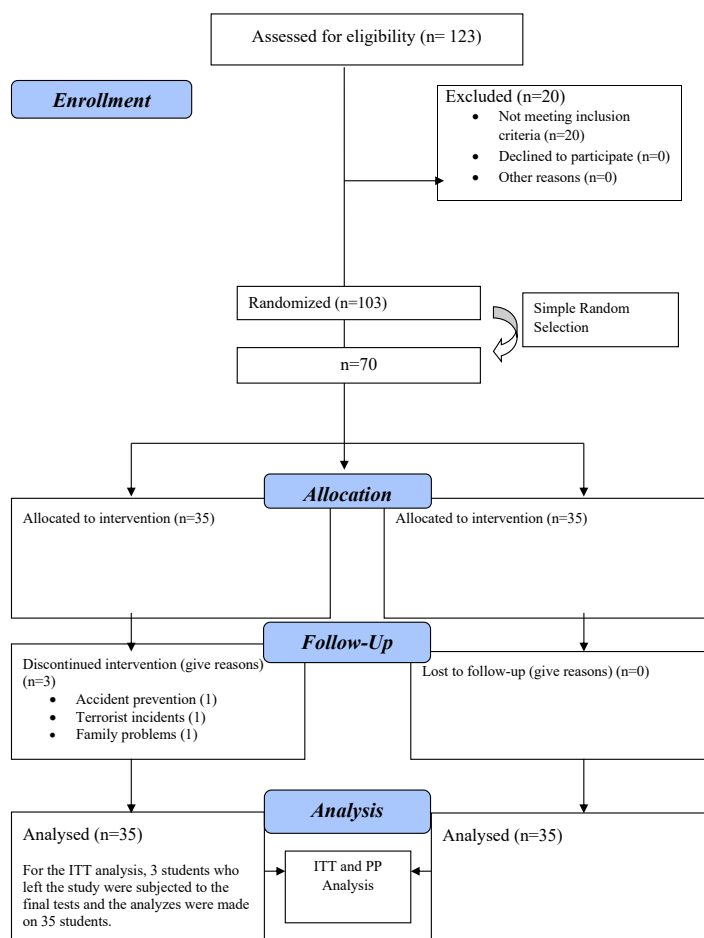 Assessed for eligibility (n= 123)
Enrollment
Excluded (n=20)
• Not meeting inclusion
criteria (n=20)
• Declined to participate (n=0)
• Other reasons (n=0)
Randomized (n=103)
Simple Random
Selection
n=70
Allocation
Allocated to intervention (n=35)
Allocated to intervention (n=35)
Follow-Up
Discontinued intervention (give reasons)
(n=3)
• Accident prevention (1)
• Terrorist incidents (1)
• Family problems (1)
Lost to follow-up (give reasons) (n=0)
Analysis
Analysed (n=35)
For the ITT analysis, 3 students who
left the study were subjected to the
final tests and the analyzes were made
on 35 students.
ITT and PP
Analysis
Analysed (n=35)